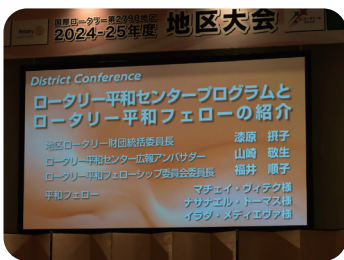 Rotary
国際ロータリー第2790地区
2024-25年度 地区大会
District Conference
ロータリー平和センタープログラムと
ロータリー平和フェローの紹介
地区ロータリー財団統括委員長 漆原 摂子
ロータリー平和センター広報アンバサダー 山崎 敬生
ロータリー平和フェローシップ委員会委員長 福井 順子
平和フェロー マチェイ・ヴィテク様
ナサナエル・トーマス様
イラダ・メディエヴァ様